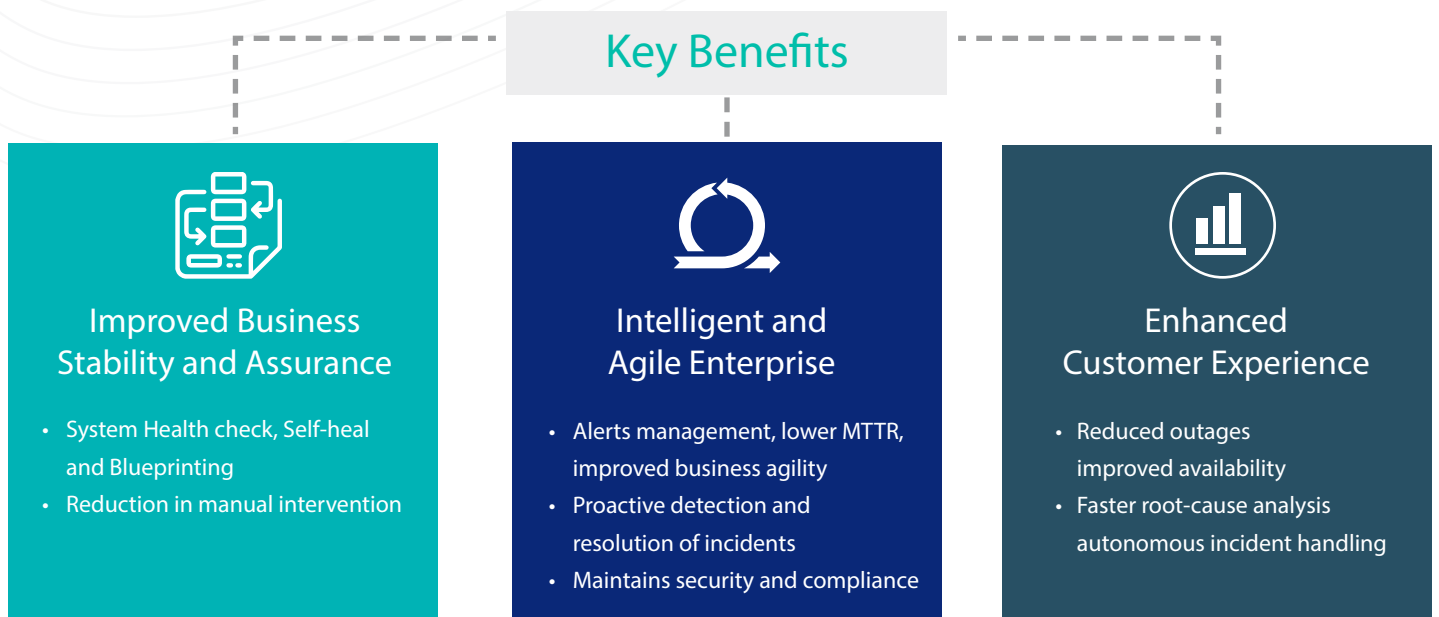 Key Benefits
Improved Business
Stability and Assurance
• System Health check, Self-heal
and Blueprinting
• Reduction in manual intervention
Intelligent and
Agile Enterprise
• Alerts management, lower MTTR,
improved business agility
• Proactive detection and
resolution of incidents
• Maintains security and compliance
Enhanced
Customer Experience
• Reduced outages
improved availability
• Faster root-cause analysis
autonomous incident handling